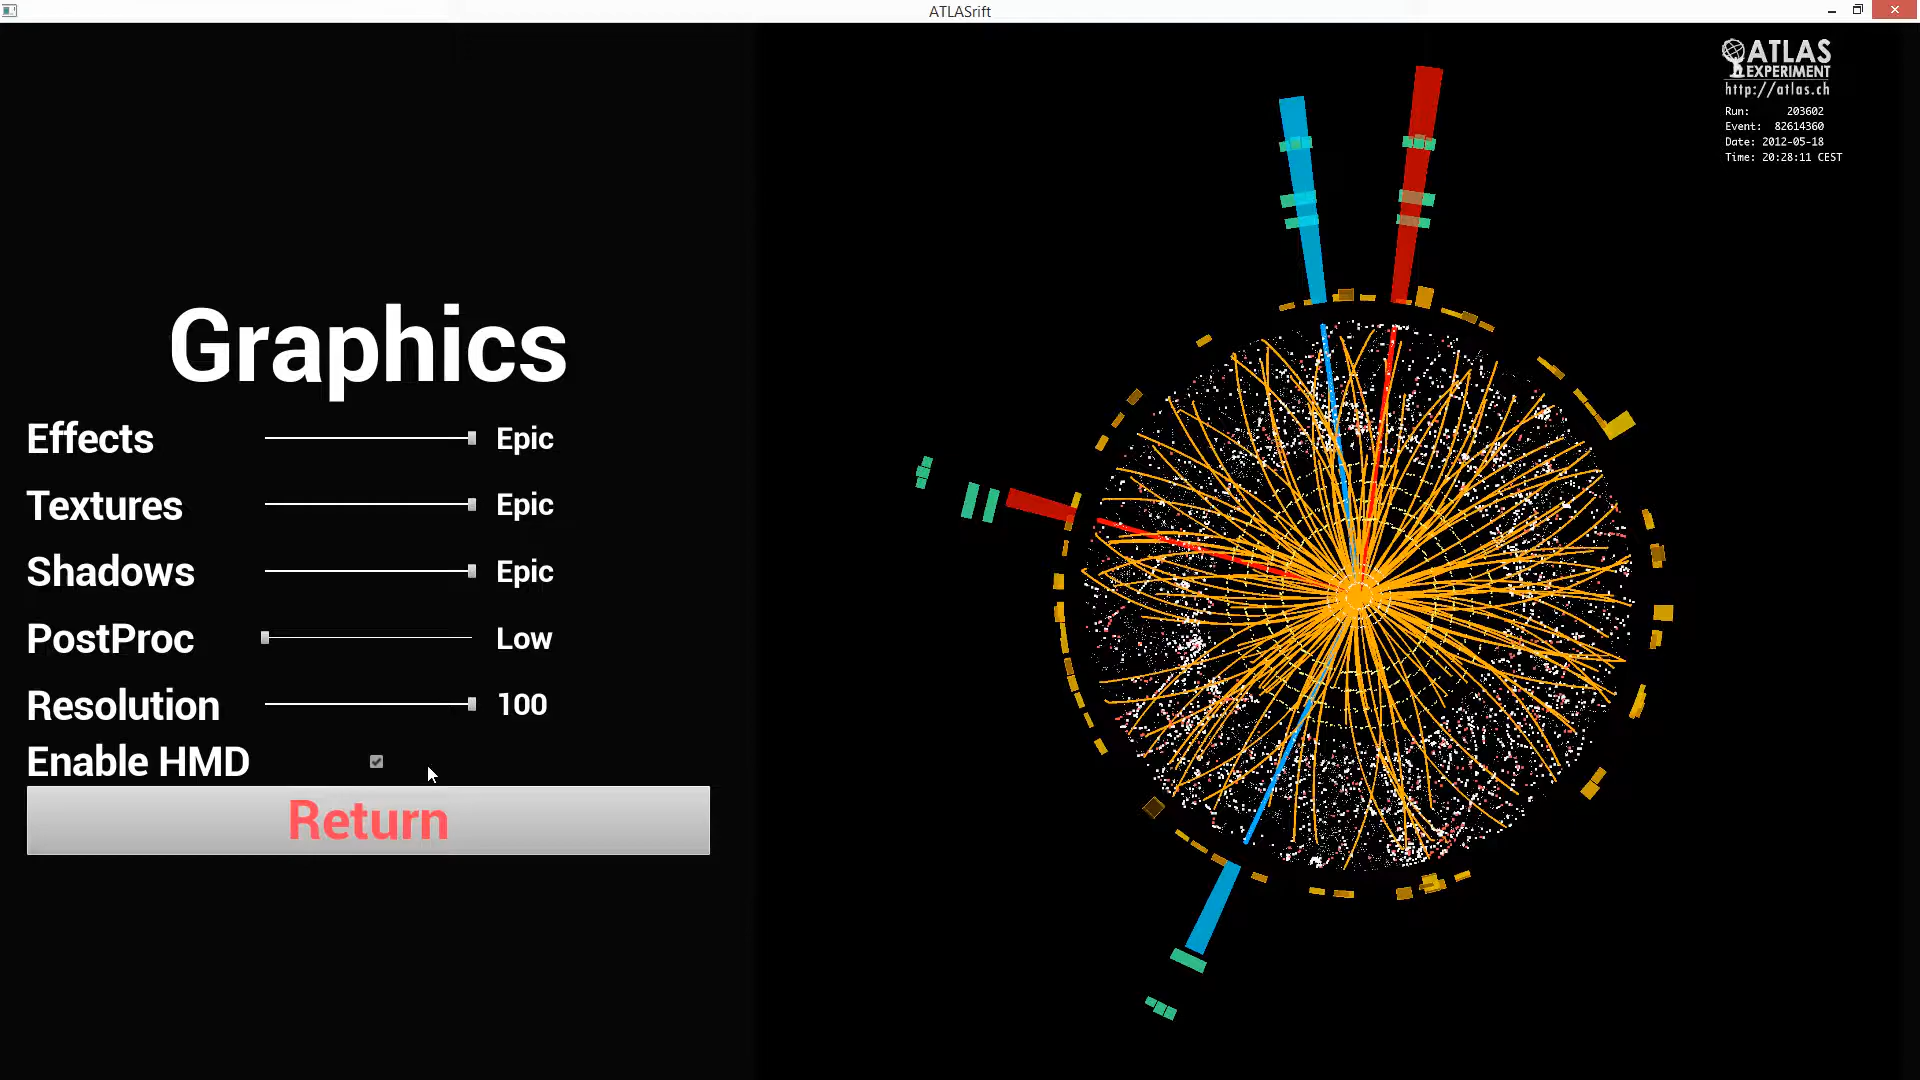 ATLASrift
ATLAS
EXPERIMENT
http://atlas.ch
Run: 203602
Event: 82614360
Date: 2012-05-18
Time: 20:28:11 CEST
Graphics
Effects Epic
Textures Epic
Shadows Epic
PostProc Low
Resolution 100
Enable HMD
Return